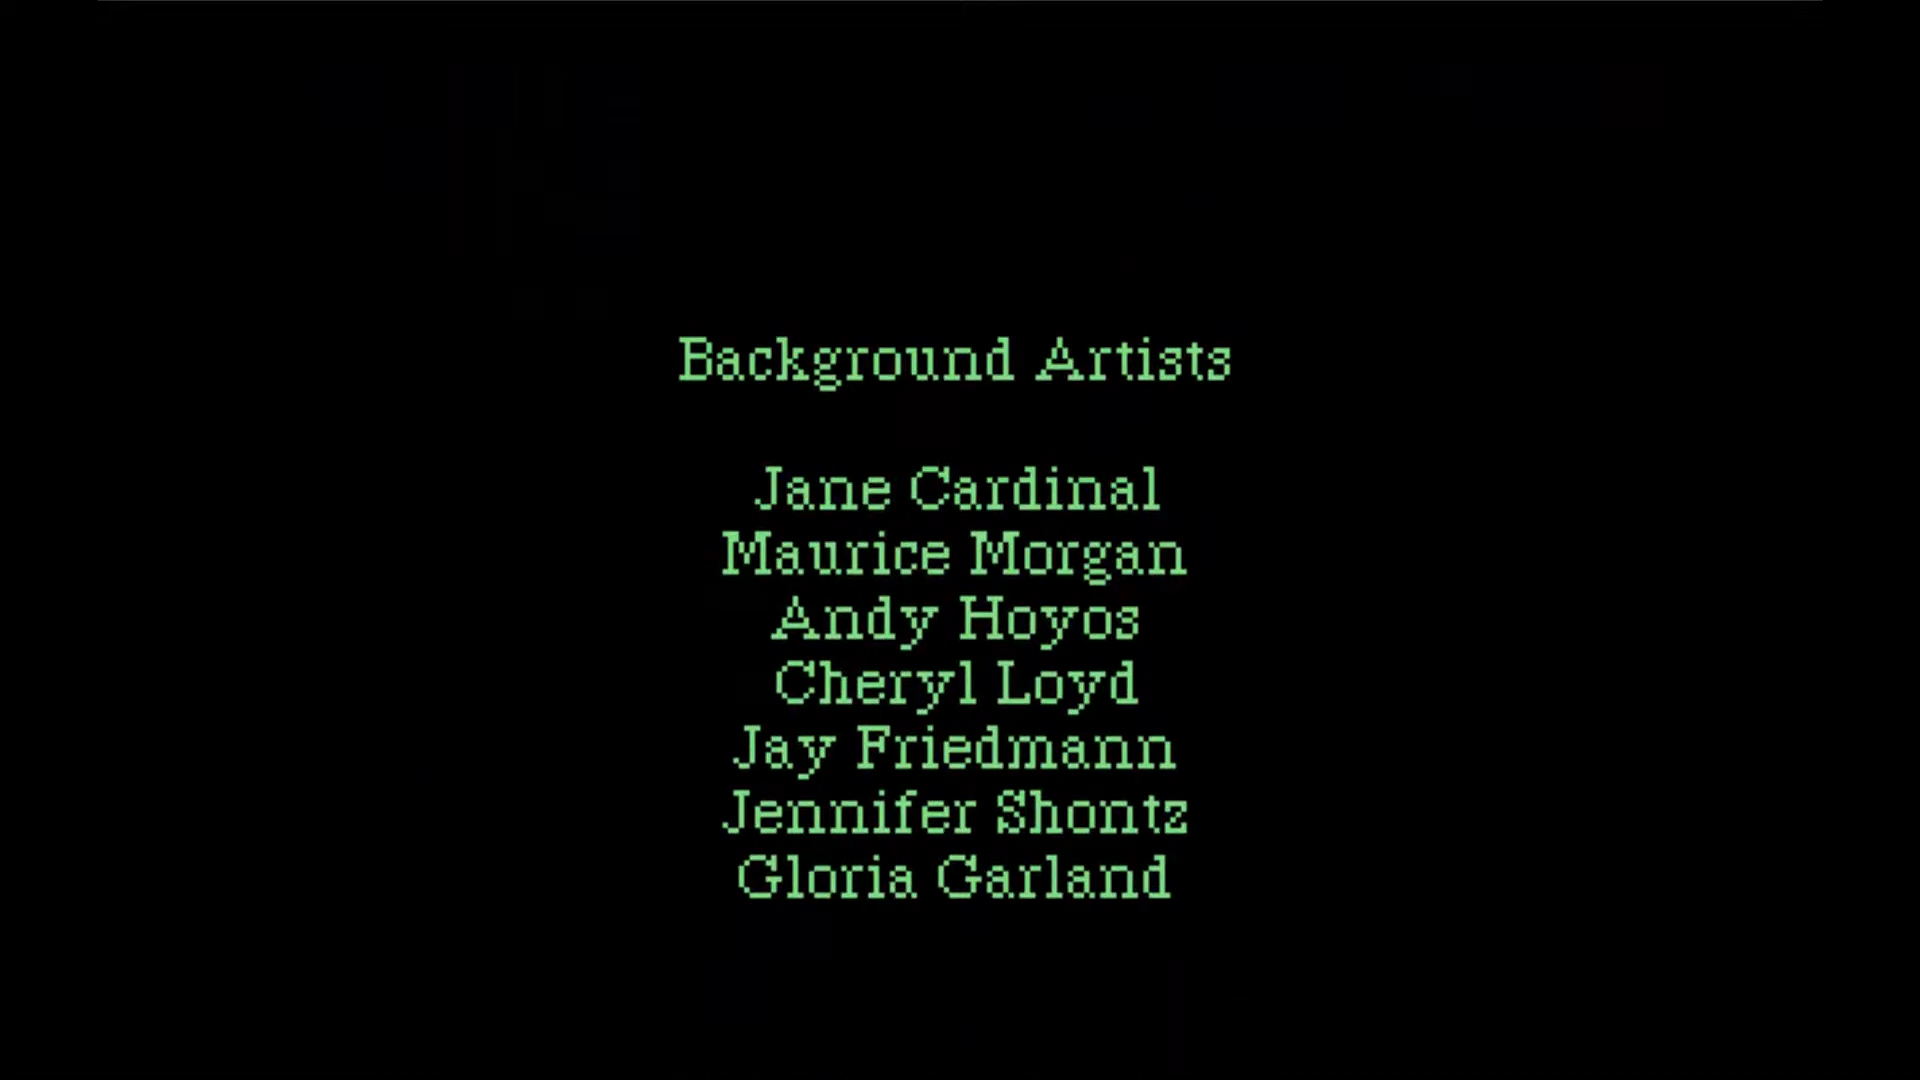 Background Artists
Jane Cardinal
Maurice Morgan
Andy Hoyos
Cheryl Loyd
Jay Friedmann
Jennifer Shontz
Gloria Garland